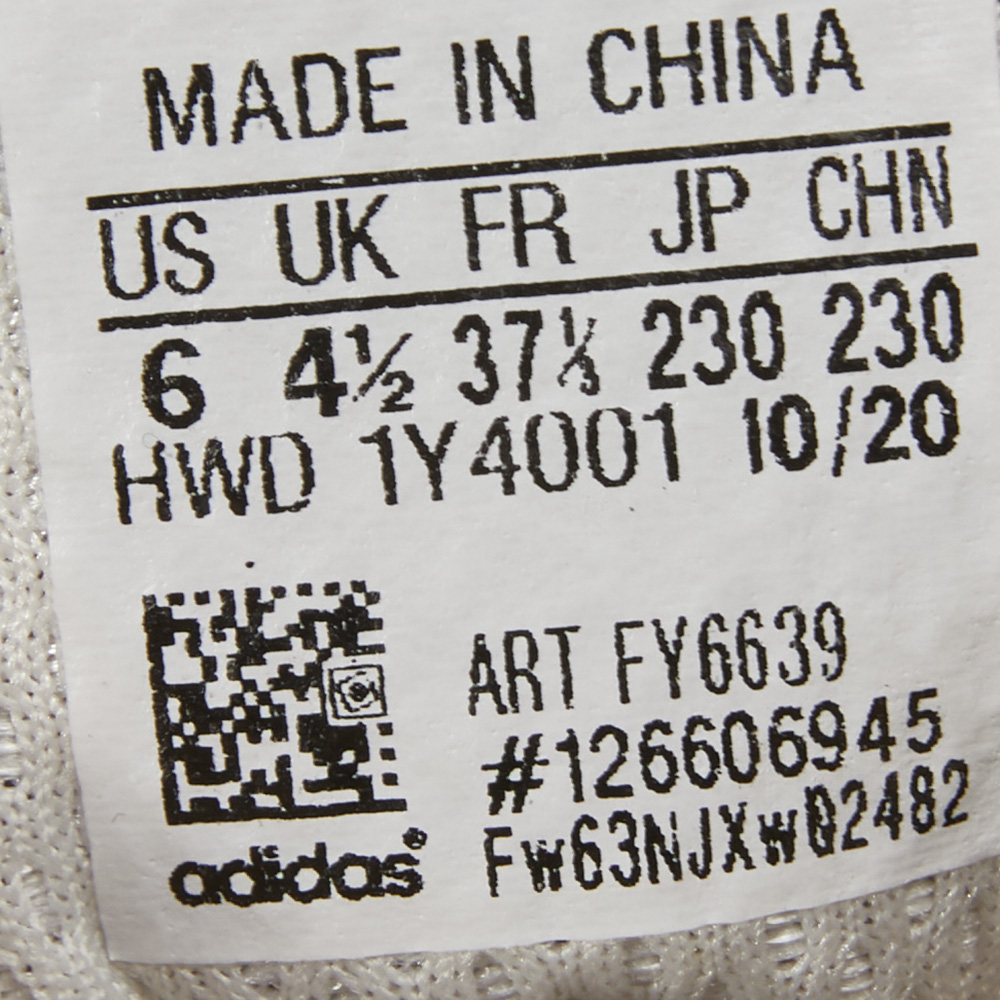 MADE IN CHINA
US UK FR JP CHN
6 4½ 37⅓ 230 230
HWD 1Y4001 10/20
ART FY6639
#126606945
adidas®